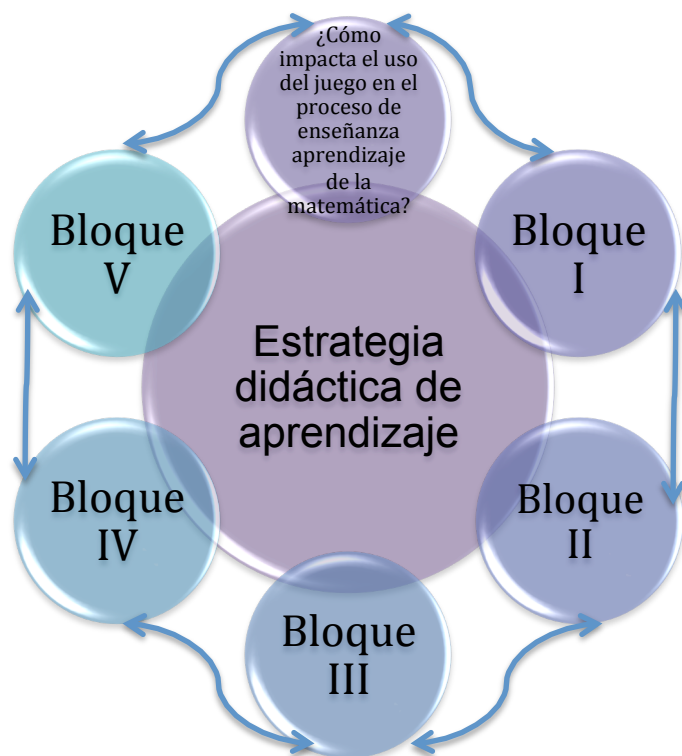 ¿Cómo
impacta el uso
del juego en el
proceso de
enseñanza
aprendizaje
de la
matemática?
Bloque
V
Bloque
I
Estrategia
didáctica de
aprendizaje
Bloque
IV
Bloque
II
Bloque
III